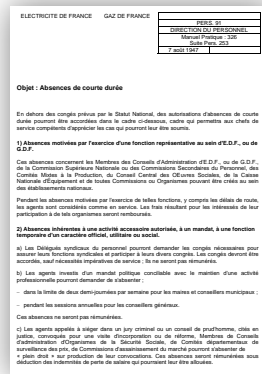 ELECTRICITE DE FRANCE GAZ DE FRANCE
PERS. 91
DIRECTION DU PERSONNEL
Manuel Pratique : 326
Suite Pers. 253
7 août 1947
Objet : Absences de courte durée
En dehors des congés prévus par le Statut National, des autorisations d'absences de courte
durée pourront être accordées dans le cadre ci-dessous, cadre qui permettra aux chefs de
service compétents d'apprécier les cas qui pourront leur être soumis.
1) Absences motivées par l'exercice d'une fonction représentative au sein d'E.D.F., ou de
G.D.F.
Ces absences concernent les Membres des Conseils d'Administration d'E.D.F., ou de G.D.F.,
de la Commission Supérieure Nationale ou des Commissions Secondaires du Personnel, des
Comités Mixtes à la Production, du Conseil Central des OEuvres Sociales, de la Caisse
Nationale d'Équipement et de toutes Commissions ou Organismes pouvant être créés au sein
des établissements nationaux.
Pendant les absences motivées par l'exercice de telles fonctions, y compris les délais de route,
les agents sont considérés comme en service. Les frais résultant pour les intéressés de leur
participation à de tels organismes seront remboursés.
2) Absences inhérentes à une activité accessoire autorisée, à un mandat, à une fonction
temporaire d'un caractère officiel, utilitaire ou social.
a) Les Délégués syndicaux du personnel pourront demander les congés nécessaires pour
assurer leurs fonctions syndicales et participer à leurs divers congrès. Les congés devront être
accordés, sauf nécessités impératives de service ; ils ne seront pas rémunérés.
b) Les agents investis d'un mandat politique conciliable avec le maintien d'une activité
professionnelle pourront demander de s'absenter ;
– dans la limite de deux demi-journées par semaine pour les maires et conseillers municipaux ;
– pendant les sessions annuelles pour les conseillers généraux.
Ces absences ne seront pas rémunérées.
c) Les agents appelés à siéger dans un jury criminel ou un conseil de prud'homme, cités en
justice, convoqués pour une visite d'incorporation ou de réforme, Membres de Conseils
d'administration d'Organismes de la Sécurité Sociale, de Comités départementaux de
surveillance des prix, de Commissions d'assainissement du marché pourront s'absenter de
« plein droit » sur production de leur convocation. Ces absences seront rémunérées sous
déduction des indemnités de perte de salaire qui pourraient leur être allouées.